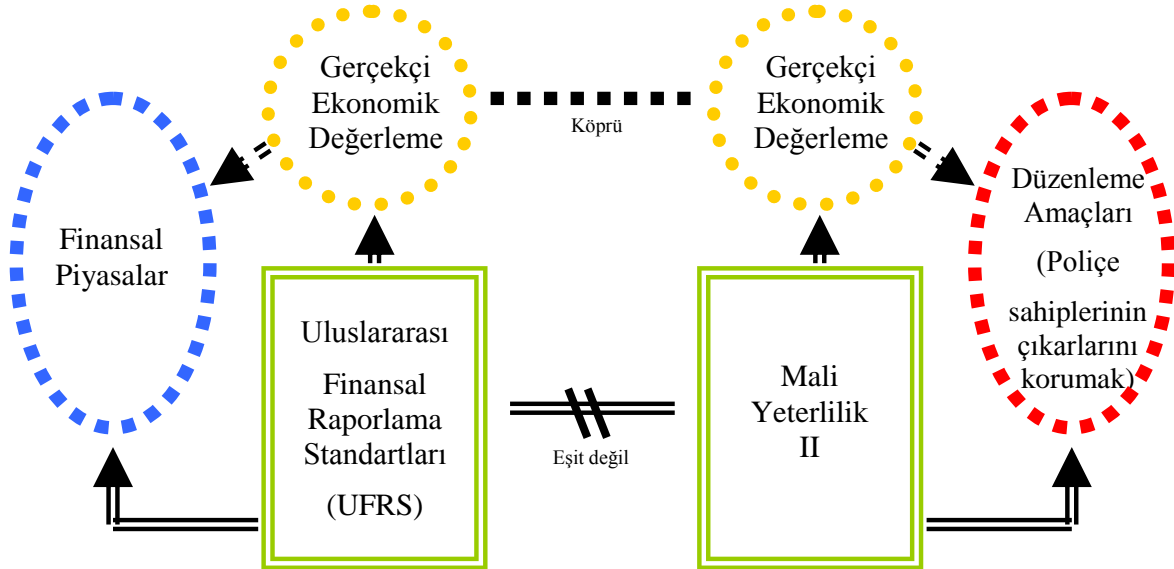 Gerçekçi
Ekonomik
Değerleme
Köprü
Gerçekçi
Ekonomik
Değerleme
Finansal
Piyasalar
Düzenleme
Amaçları
(Poliçe
sahiplerinin
çıkarlarını
korumak)
Uluslararası
Finansal
Raporlama
Standartları
(UFRS)
Eşit değil
Mali
Yeterlilik
II